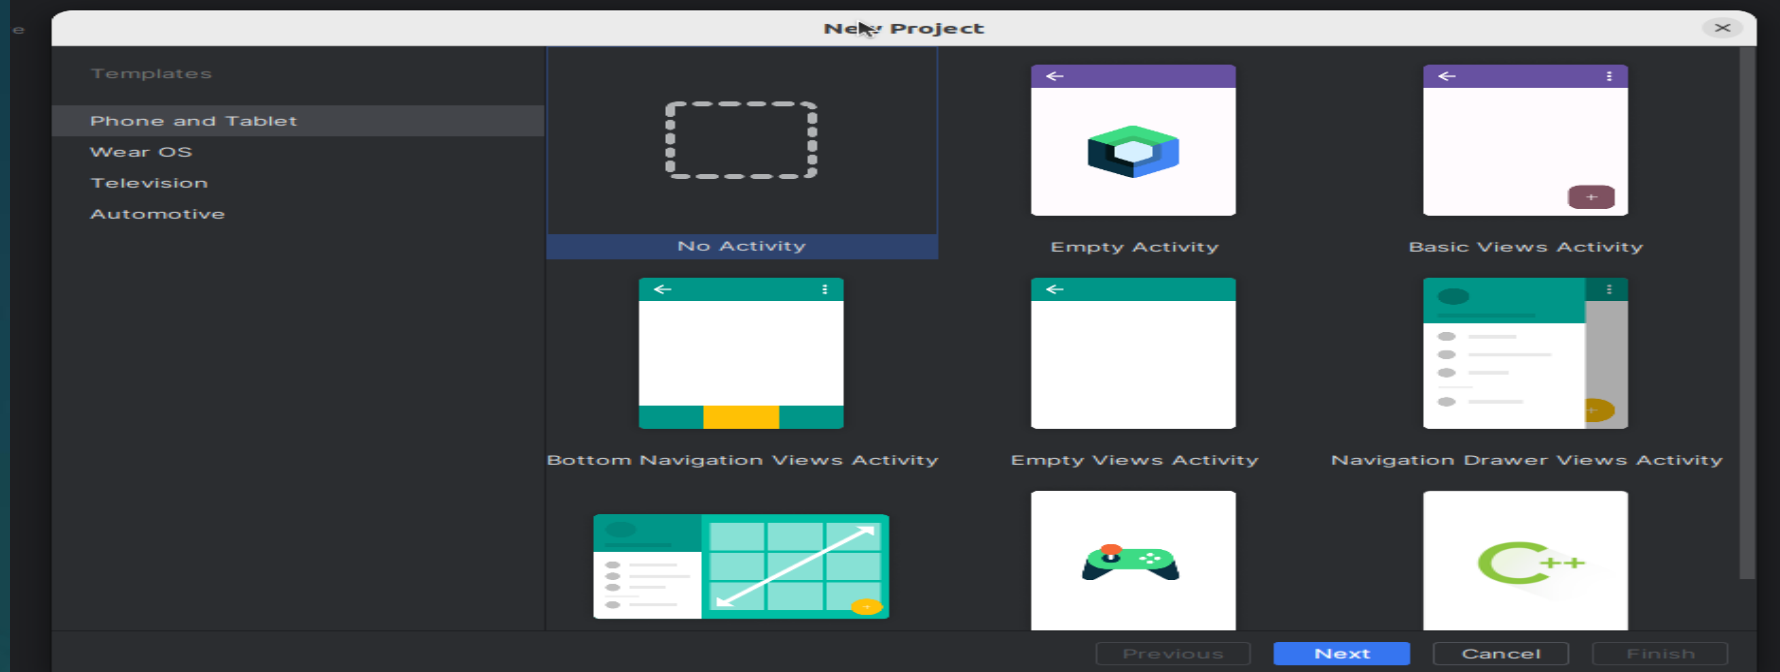 New Project
e
Templates
Phone and Tablet
Wear OS
Television
Automotive
No Activity
Empty Activity
Basic Views Activity
Bottom Navigation Views Activity
Empty Views Activity
Navigation Drawer Views Activity
C++
Previous
Next
Cancel
Finish